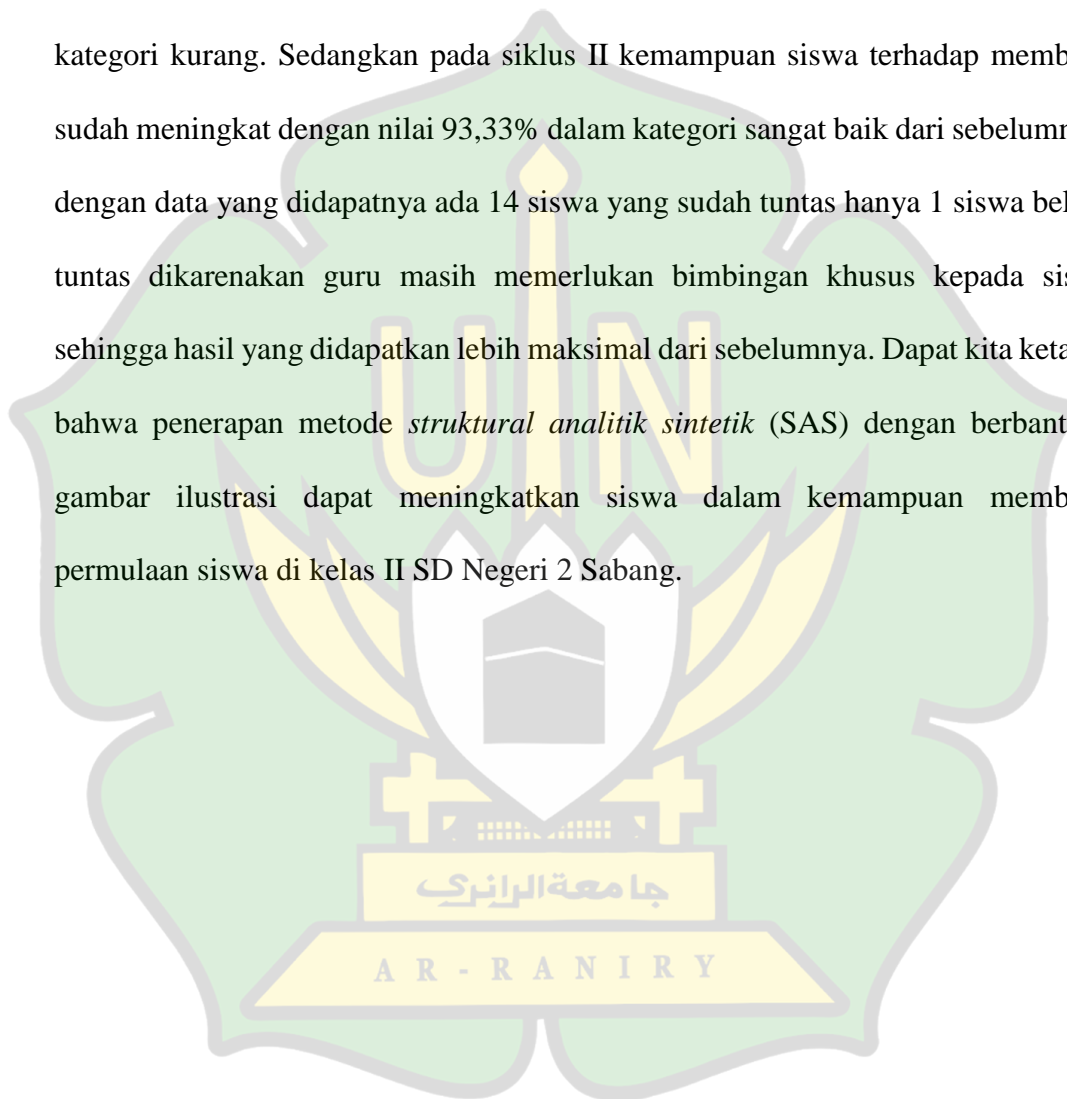 kategori kurang. Sedangkan pada siklus II kemampuan siswa terhadap memb
sudah meningkat dengan nilai 93,33% dalam kategori sangat baik dari sebelumn
dengan data yang didapatnya ada 14 siswa yang sudah tuntas hanya 1 siswa bel
tuntas dikarenakan guru masih memerlukan bimbingan khusus kepada sis
sehingga hasil yang didapatkan lebih maksimal dari sebelumnya. Dapat kita keta
bahwa penerapan metode struktural analitik sintetik (SAS) dengan berbant
gambar ilustrasi dapat meningkatkan siswa dalam kemampuan memb
permulaan siswa di kelas II SD Negeri 2 Sabang.
UIN
جامعة الرانري
AR-RANIRY